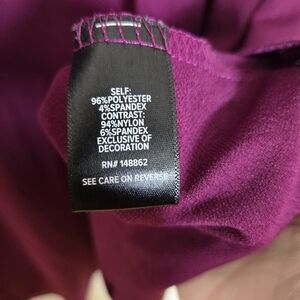 SELF:
96%POLYESTER
4%SPANDEX
CONTRAST:
94%NYLON
6%SPANDEX
EXCLUSIVE OF
DECORATION
RN# 148862
SEE CARE ON REVERSE